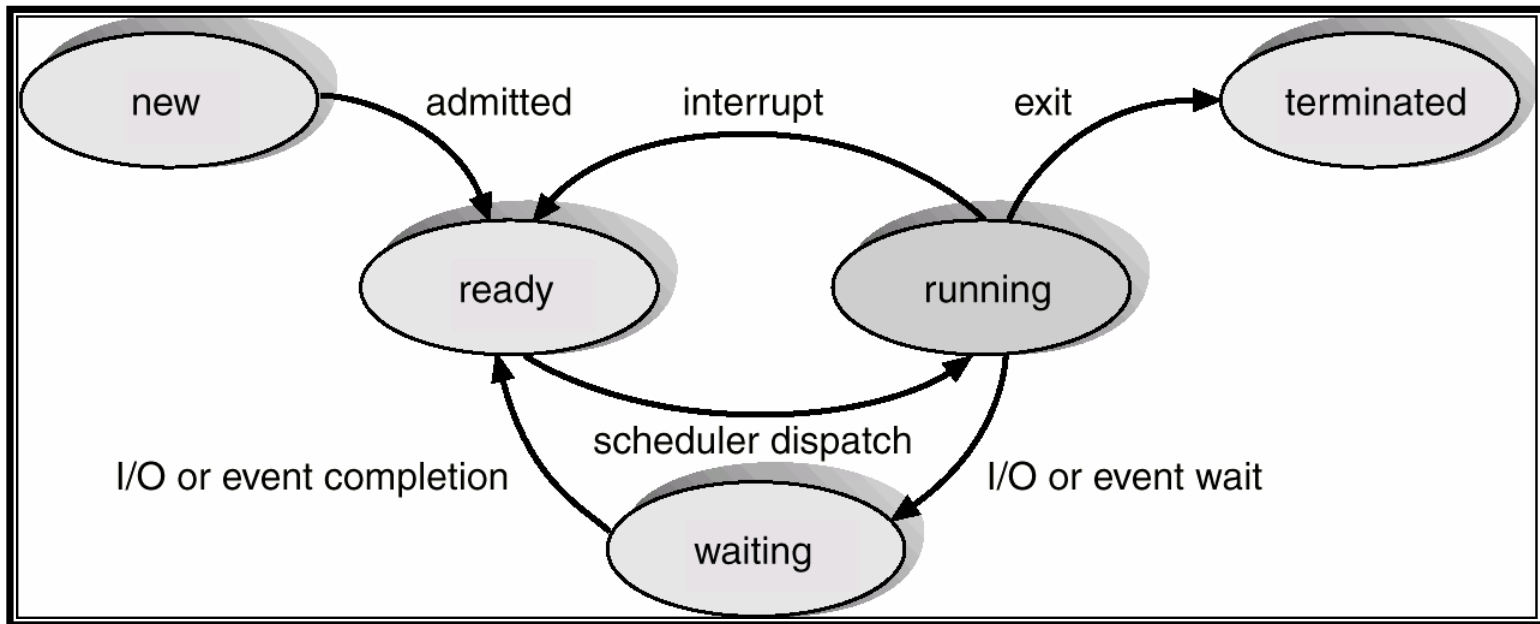 new
admitted
interrupt
exit
terminated
ready
running
scheduler dispatch
I/O or event completion
I/O or event wait
waiting